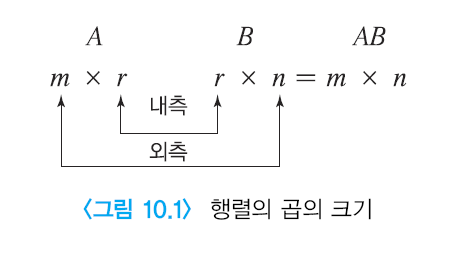 A B AB
m × r r × n = m × n
내측
외측
〈그림 10.1〉 행렬의 곱의 크기